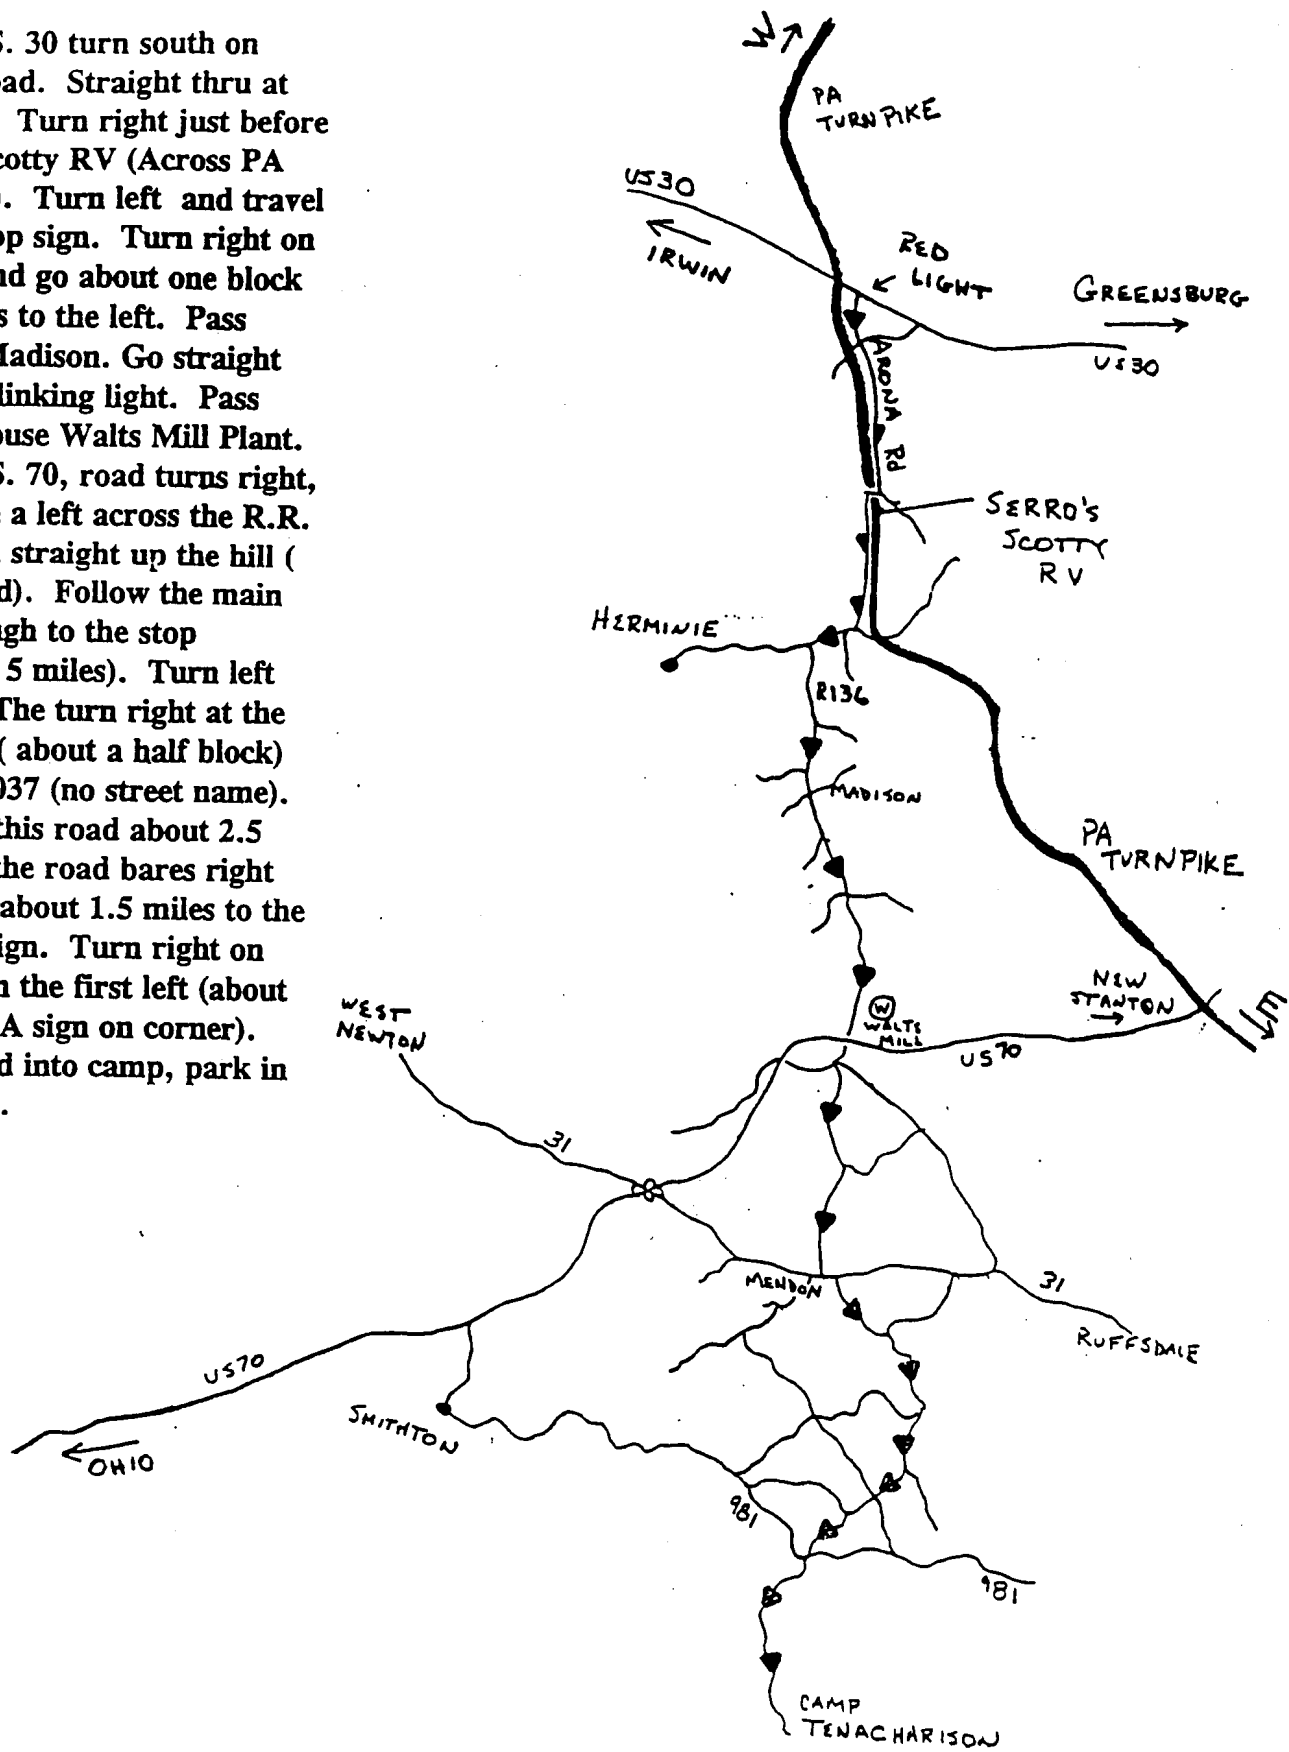 S. 30 turn south on
ad. Straight thru at
Turn right just before
cotty RV (Across PA
). Turn left and travel
op sign. Turn right on
nd go about one block
s to the left. Pass
Madison. Go straight
linking light. Pass
ouse Walts Mill Plant.
S. 70, road turns right,
a left across the R.R.
straight up the hill (
d). Follow the main
gh to the stop
5 miles). Turn left
The turn right at the
( about a half block)
037 (no street name).
this road about 2.5
the road bares right
about 1.5 miles to the
ign. Turn right on
n the first left (about
A sign on corner).
d into camp, park in
.
W
PA
TURNPIKE
US30
IRWIN
RED
LIGHT
GREENSBURG
US30
ARONA Rd
SERRO'S
SCOTTY
RV
HERMINIE
R136
MADISON
PA
TURNPIKE
NEW
STANTON
E
W
WALTS
MILL
US70
WEST
NEWTON
31
MENDON
31
RUFFSDALE
US70
OHIO
SMITHTON
981
981
CAMP
TENACHARISON